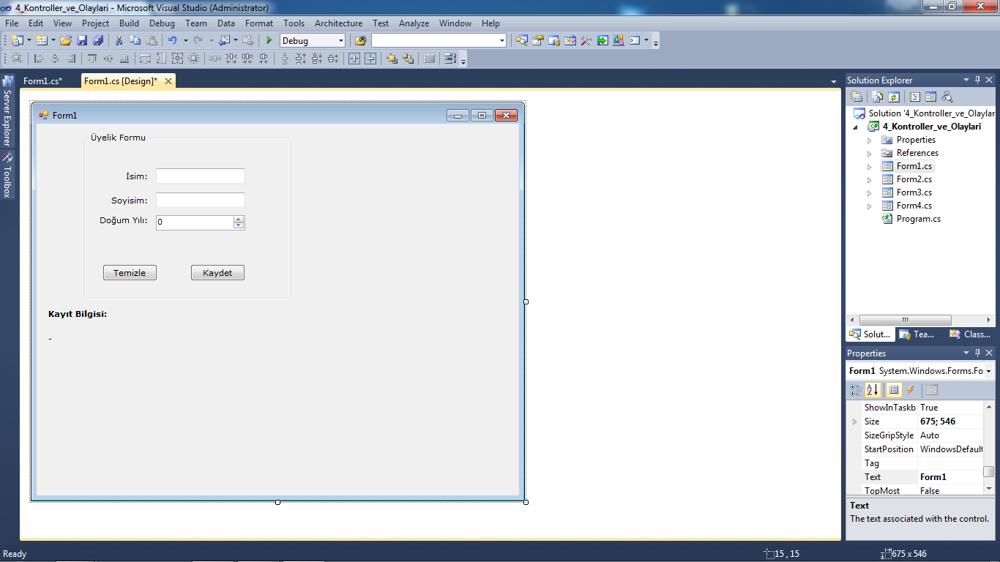 4_Kontroller_ve_Olaylari - Microsoft Visual Studio (Administrator)
File Edit View Project Build Debug Team Data Format Tools Architecture Test Analyze Window Help
Debug
Server Explorer
Toolbox
Form1.cs* Form1.cs [Design]*
Form1
Üyelik Formu
İsim:
Soyisim:
Doğum Yılı: 0
Temizle Kaydet
Kayıt Bilgisi:
-
Solution Explorer
Solution '4_Kontroller_ve_Olaylar
4_Kontroller_ve_Olaylari
Properties
References
Form1.cs
Form2.cs
Form3.cs
Form4.cs
Program.cs
Solut... Tea... Class...
Properties
Form1 System.Windows.Forms.Fo
ShowInTaskb True
Size 675; 546
SizeGripStyle Auto
StartPosition WindowsDefault
Tag
Text Form1
TopMost False
Text
The text associated with the control.
Ready 15 , 15 675 x 546